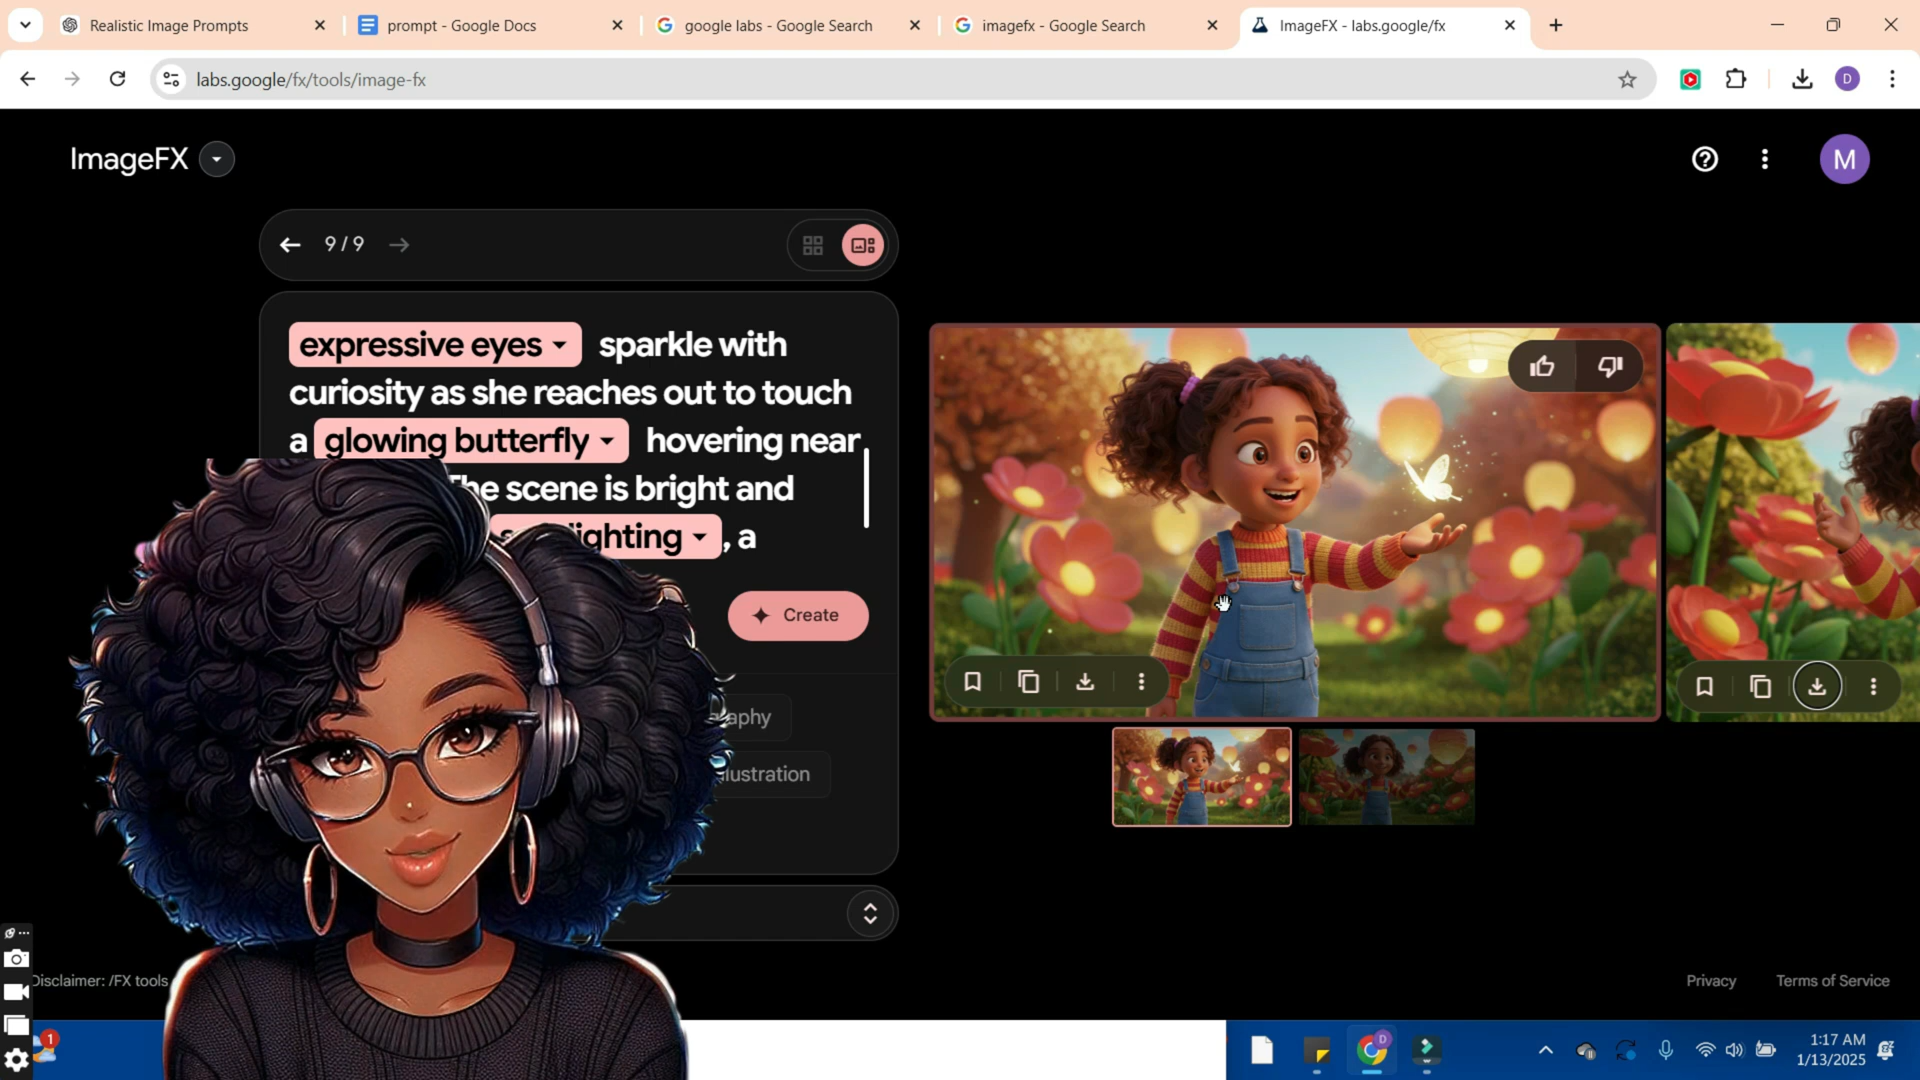 Realistic Image Prompts
prompt - Google Docs
google labs - Google Search
imagefx - Google Search
ImageFX - labs.google/fx
labs.google/fx/tools/image-fx
D
ImageFX
M
9 / 9
expressive eyes sparkle with
curiosity as she reaches out to touch
a glowing butterfly hovering near
The scene is bright and
lighting , a
Create
Disclaimer: /FX tools
Privacy
Terms of Service
1
D
1:17 AM
1/13/2025